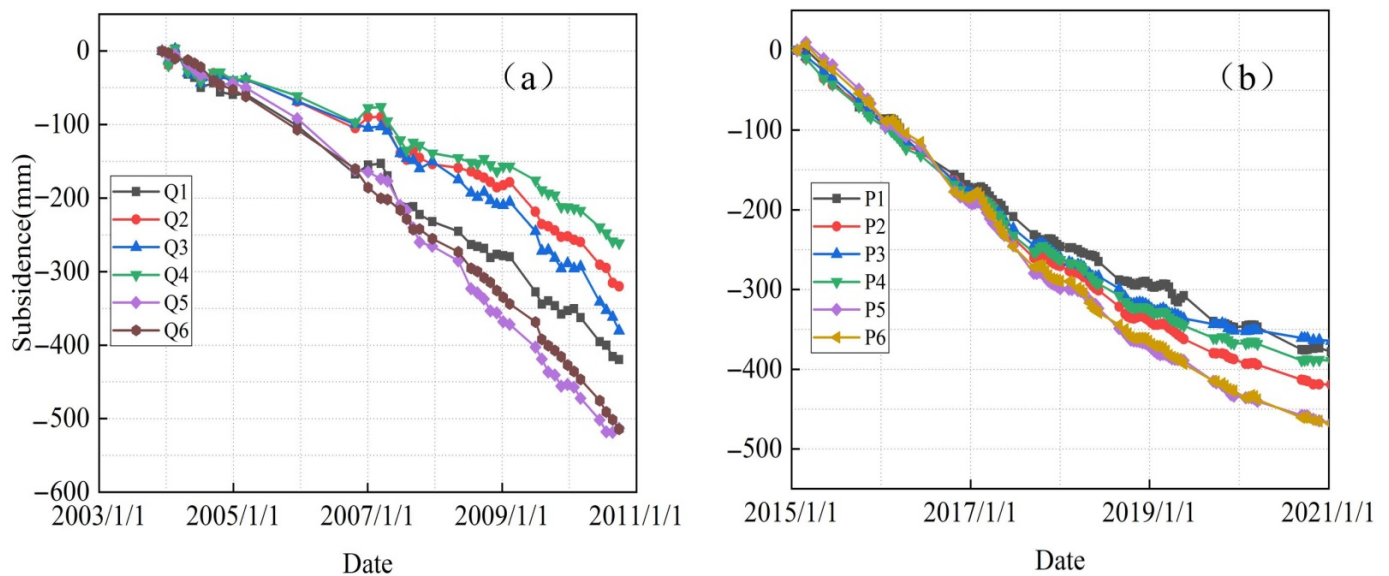 (a)
Subsidence(mm)
0
−100
−200
−300
−400
−500
−600
Q1
Q2
Q3
Q4
Q5
Q6
2003/1/1 2005/1/1 2007/1/1 2009/1/1 2011/1/1
Date
(b)
0
−100
−200
−300
−400
−500
P1
P2
P3
P4
P5
P6
2015/1/1 2017/1/1 2019/1/1 2021/1/1
Date